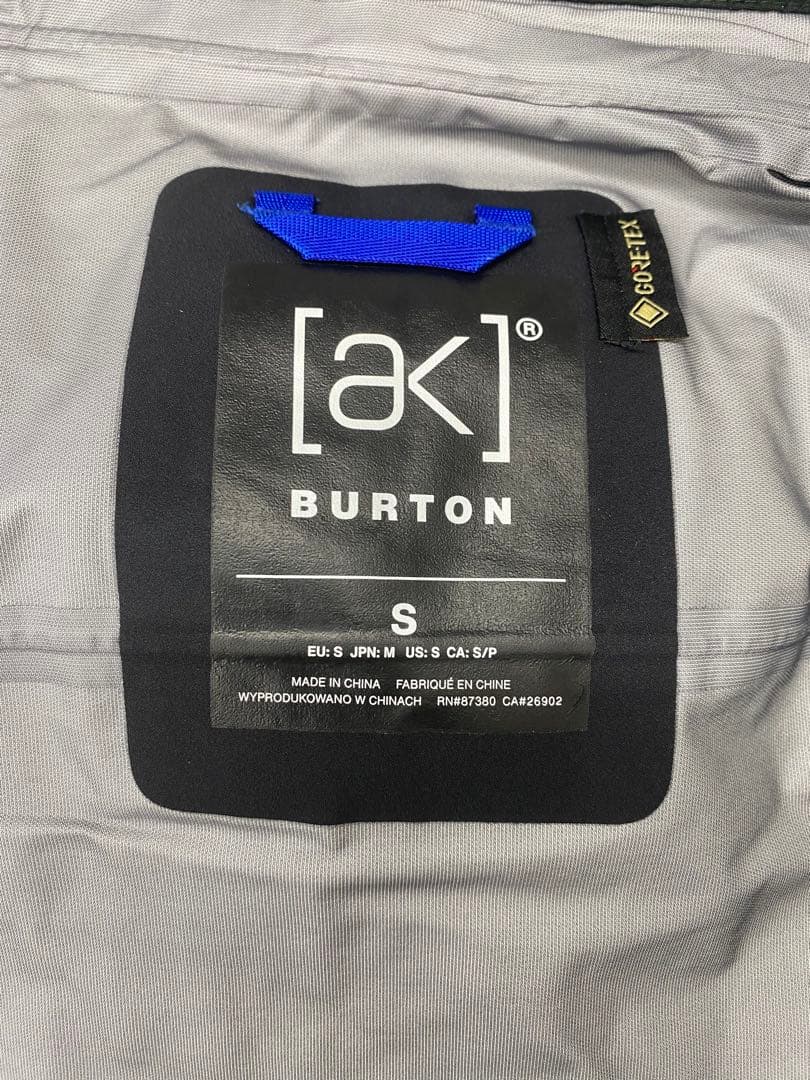 GORE-TEX
[ak]®
BURTON
S
EU: S JPN: M US: S CA: S/P
MADE IN CHINA FABRIQUÉ EN CHINE
WYPRODUKOWANO W CHINACH RN#87380 CA#26902